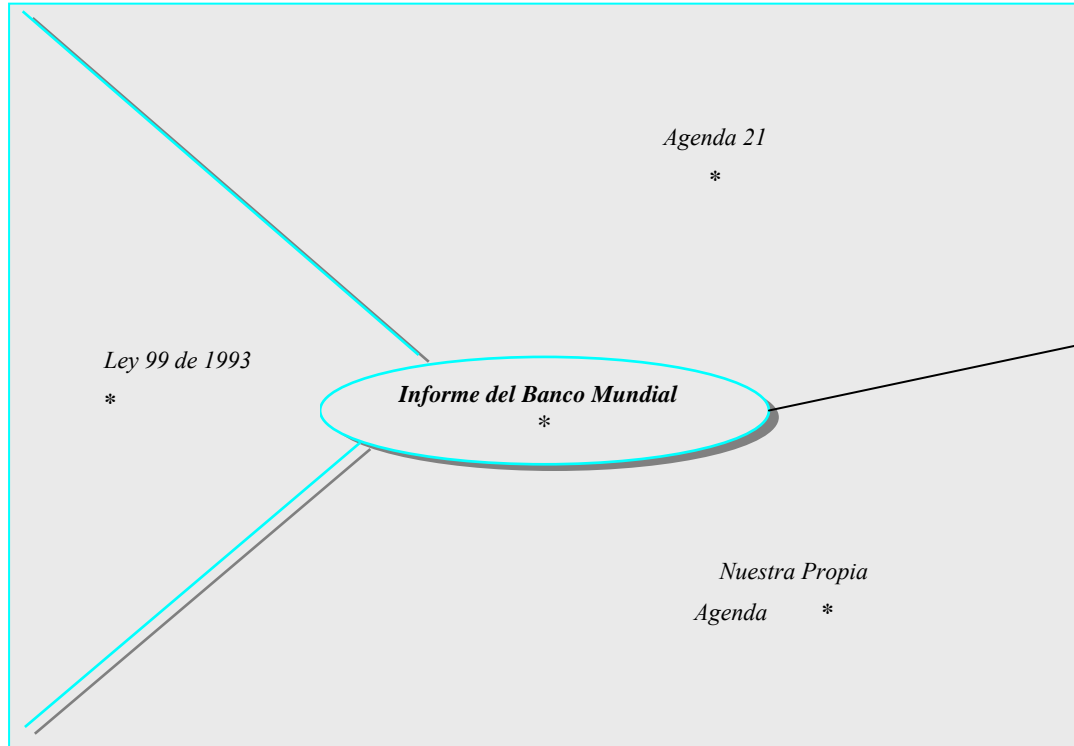 Agenda 21
*
Ley 99 de 1993
*
Informe del Banco Mundial
*
Nuestra Propia
Agenda *